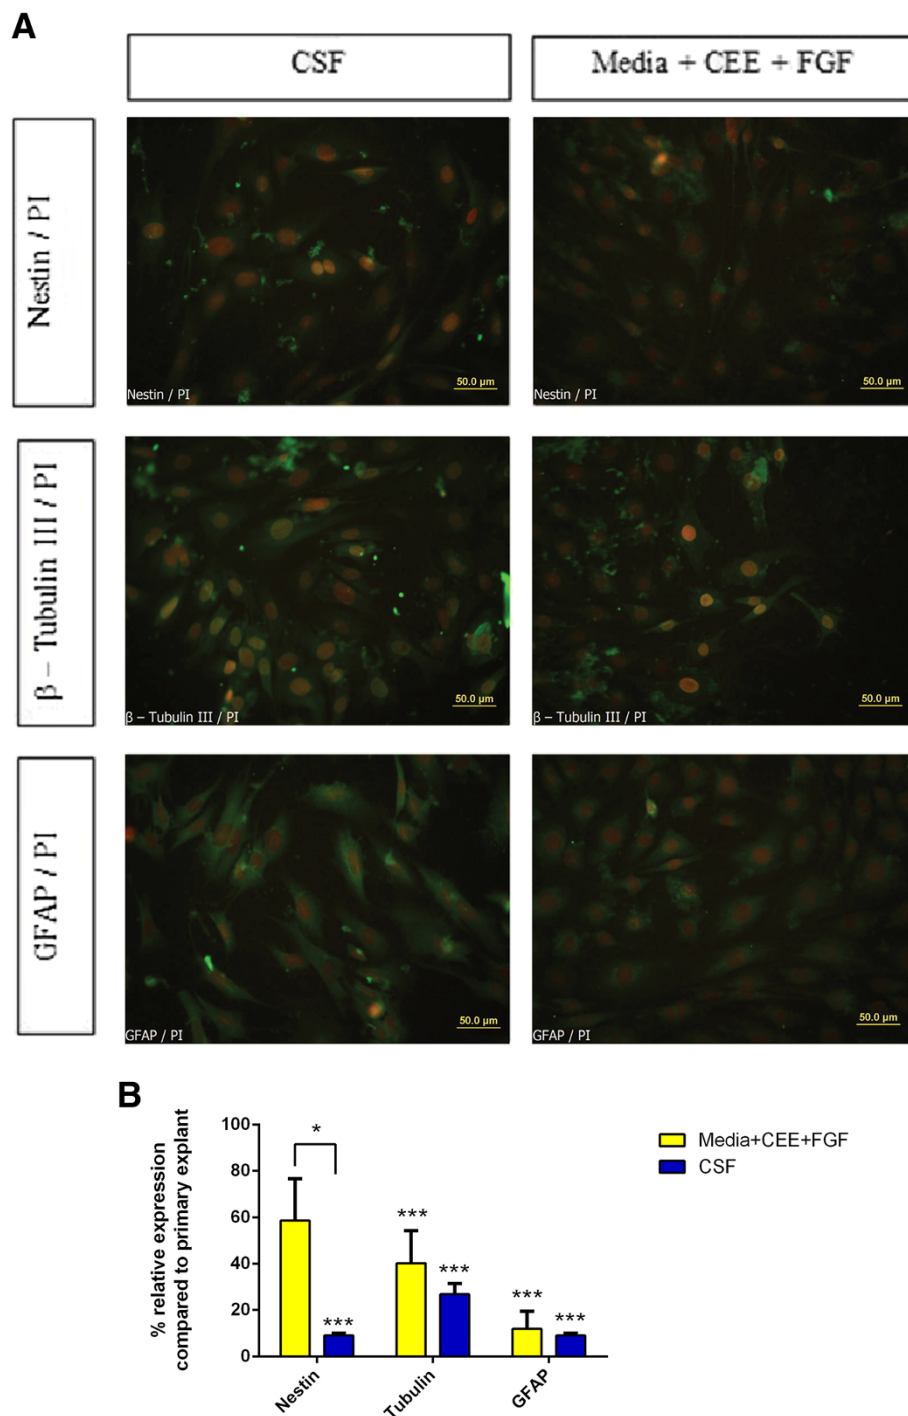 A
CSF
Media + CEE + FGF
Nestin / PI
50.0 µm
Nestin / PI
50.0 µm
Nestin / PI
β – Tubulin III / PI
50.0 µm
β – Tubulin III / PI
50.0 µm
β – Tubulin III / PI
GFAP / PI
50.0 µm
GFAP / PI
50.0 µm
GFAP / PI
B
% relative expression
compared to primary explant
100
80
60
40
20
0
*
***
***
***
***
***
Nestin
Tubulin
GFAP
Media+CEE+FGF
CSF